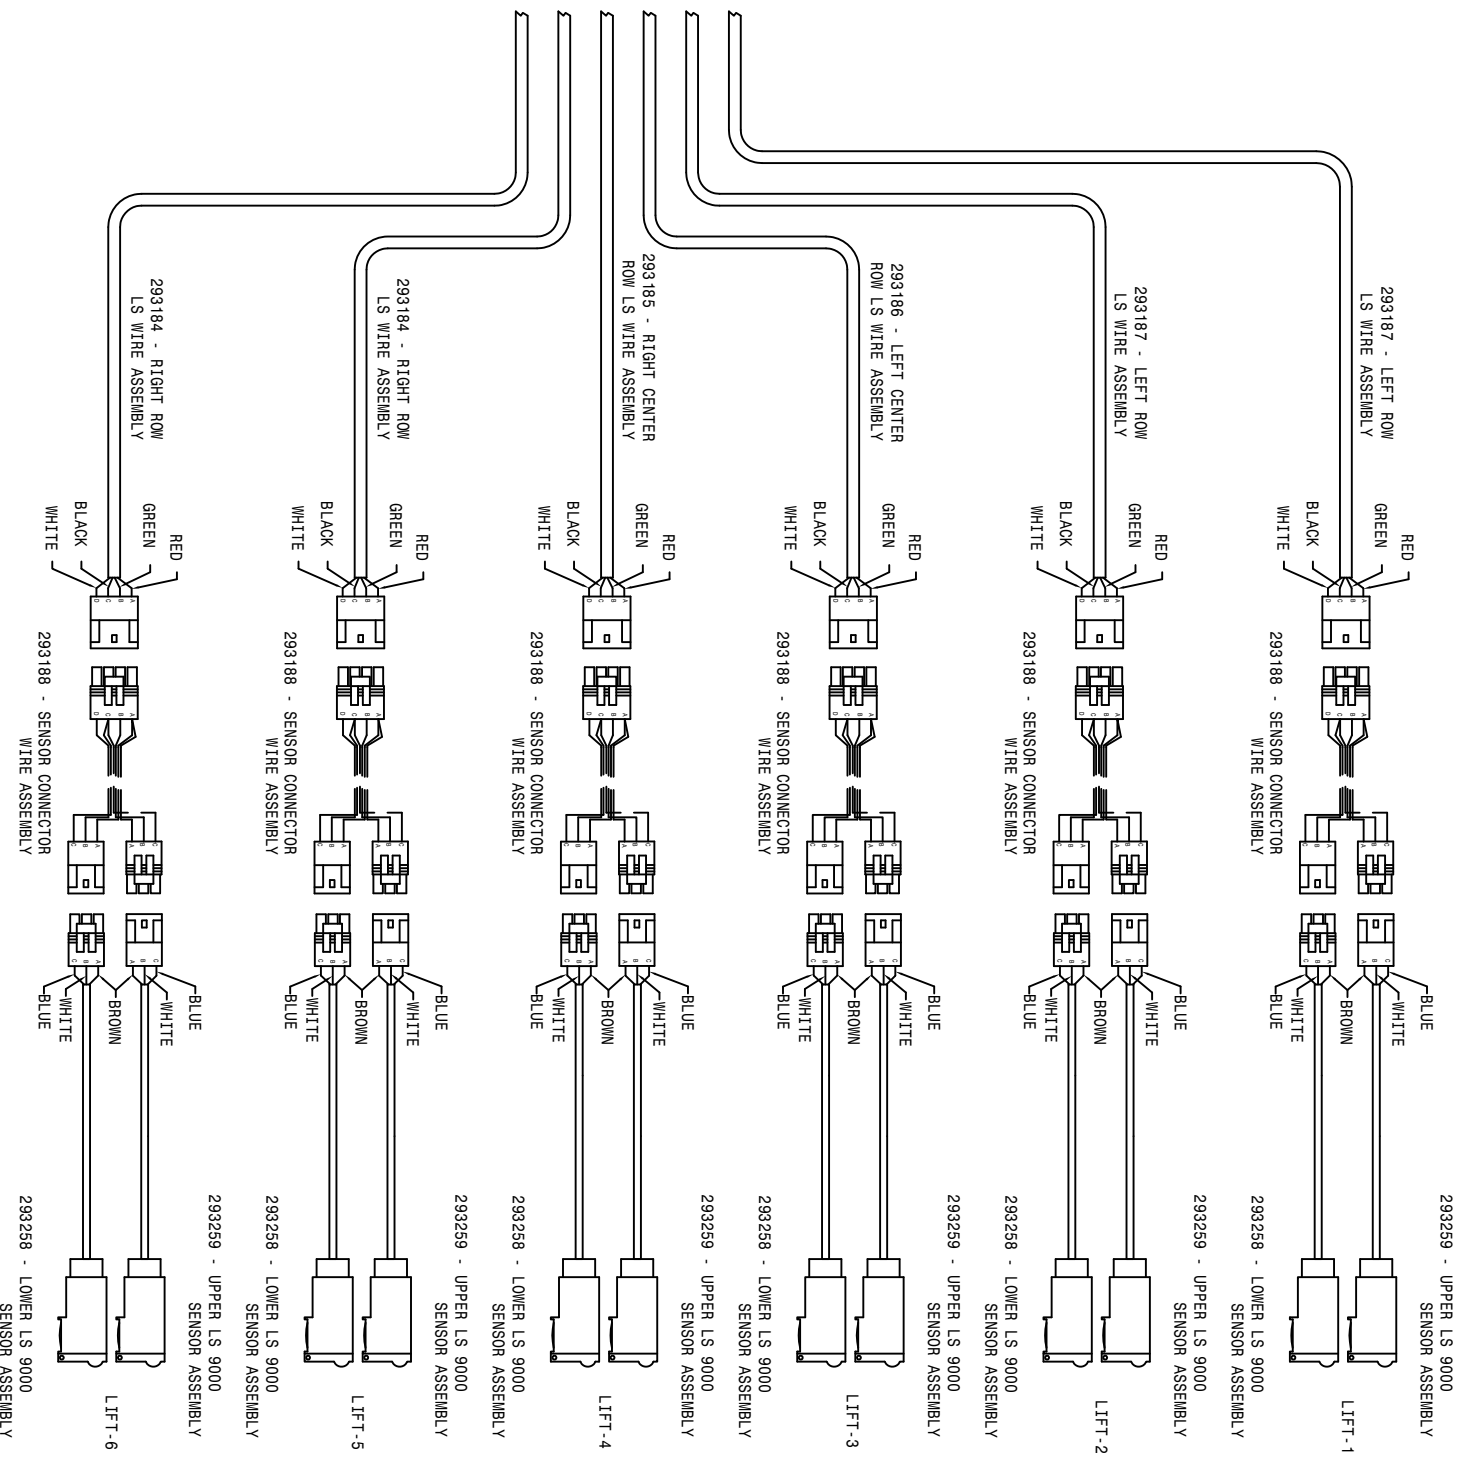 293187 - LEFT ROW
LS WIRE ASSEMBLY
RED
GREEN
BLACK
WHITE
A
B
C
D
A
B
C
D
293188 - SENSOR CONNECTOR
WIRE ASSEMBLY
C
B
A
A
B
C
C
B
A
A
B
C
BLUE
WHITE
BROWN
WHITE
BLUE
293259 - UPPER LS 9000
SENSOR ASSEMBLY
LIFT-1
293258 - LOWER LS 9000
SENSOR ASSEMBLY
293187 - LEFT ROW
LS WIRE ASSEMBLY
RED
GREEN
BLACK
WHITE
A
B
C
D
A
B
C
D
293188 - SENSOR CONNECTOR
WIRE ASSEMBLY
C
B
A
A
B
C
C
B
A
A
B
C
BLUE
WHITE
BROWN
WHITE
BLUE
293259 - UPPER LS 9000
SENSOR ASSEMBLY
LIFT-2
293258 - LOWER LS 9000
SENSOR ASSEMBLY
293186 - LEFT CENTER
ROW LS WIRE ASSEMBLY
RED
GREEN
BLACK
WHITE
A
B
C
D
A
B
C
D
293188 - SENSOR CONNECTOR
WIRE ASSEMBLY
C
B
A
A
B
C
C
B
A
A
B
C
BLUE
WHITE
BROWN
WHITE
BLUE
293259 - UPPER LS 9000
SENSOR ASSEMBLY
LIFT-3
293258 - LOWER LS 9000
SENSOR ASSEMBLY
293185 - RIGHT CENTER
ROW LS WIRE ASSEMBLY
RED
GREEN
BLACK
WHITE
A
B
C
D
A
B
C
D
293188 - SENSOR CONNECTOR
WIRE ASSEMBLY
C
B
A
A
B
C
C
B
A
A
B
C
BLUE
WHITE
BROWN
WHITE
BLUE
293259 - UPPER LS 9000
SENSOR ASSEMBLY
LIFT-4
293258 - LOWER LS 9000
SENSOR ASSEMBLY
293184 - RIGHT ROW
LS WIRE ASSEMBLY
RED
GREEN
BLACK
WHITE
A
B
C
D
A
B
C
D
293188 - SENSOR CONNECTOR
WIRE ASSEMBLY
C
B
A
A
B
C
C
B
A
A
B
C
BLUE
WHITE
BROWN
WHITE
BLUE
293259 - UPPER LS 9000
SENSOR ASSEMBLY
LIFT-5
293258 - LOWER LS 9000
SENSOR ASSEMBLY
293184 - RIGHT ROW
LS WIRE ASSEMBLY
RED
GREEN
BLACK
WHITE
A
B
C
D
A
B
C
D
293188 - SENSOR CONNECTOR
WIRE ASSEMBLY
C
B
A
A
B
C
C
B
A
A
B
C
BLUE
WHITE
BROWN
WHITE
BLUE
293259 - UPPER LS 9000
SENSOR ASSEMBLY
LIFT-6
293258 - LOWER LS 9000
SENSOR ASSEMBLY